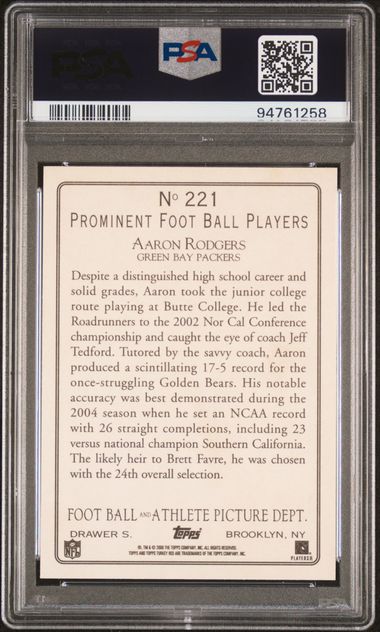 PSA
94761258
No 221
PROMINENT FOOT BALL PLAYERS
AARON RODGERS
GREEN BAY PACKERS
Despite a distinguished high school career and
solid grades, Aaron took the junior college
route playing at Butte College. He led the
Roadrunners to the 2002 Nor Cal Conference
championship and caught the eye of coach Jeff
Tedford. Tutored by the savvy coach, Aaron
produced a scintillating 17-5 record for the
once-struggling Golden Bears. His notable
accuracy was best demonstrated during the
2004 season when he set an NCAA record
with 26 straight completions, including 23
versus national champion Southern California.
The likely heir to Brett Favre, he was chosen
with the 24th overall selection.
FOOT BALL AND ATHLETE PICTURE DEPT.
DRAWER S. Topps BROOKLYN, NY
NFL PLAYERS